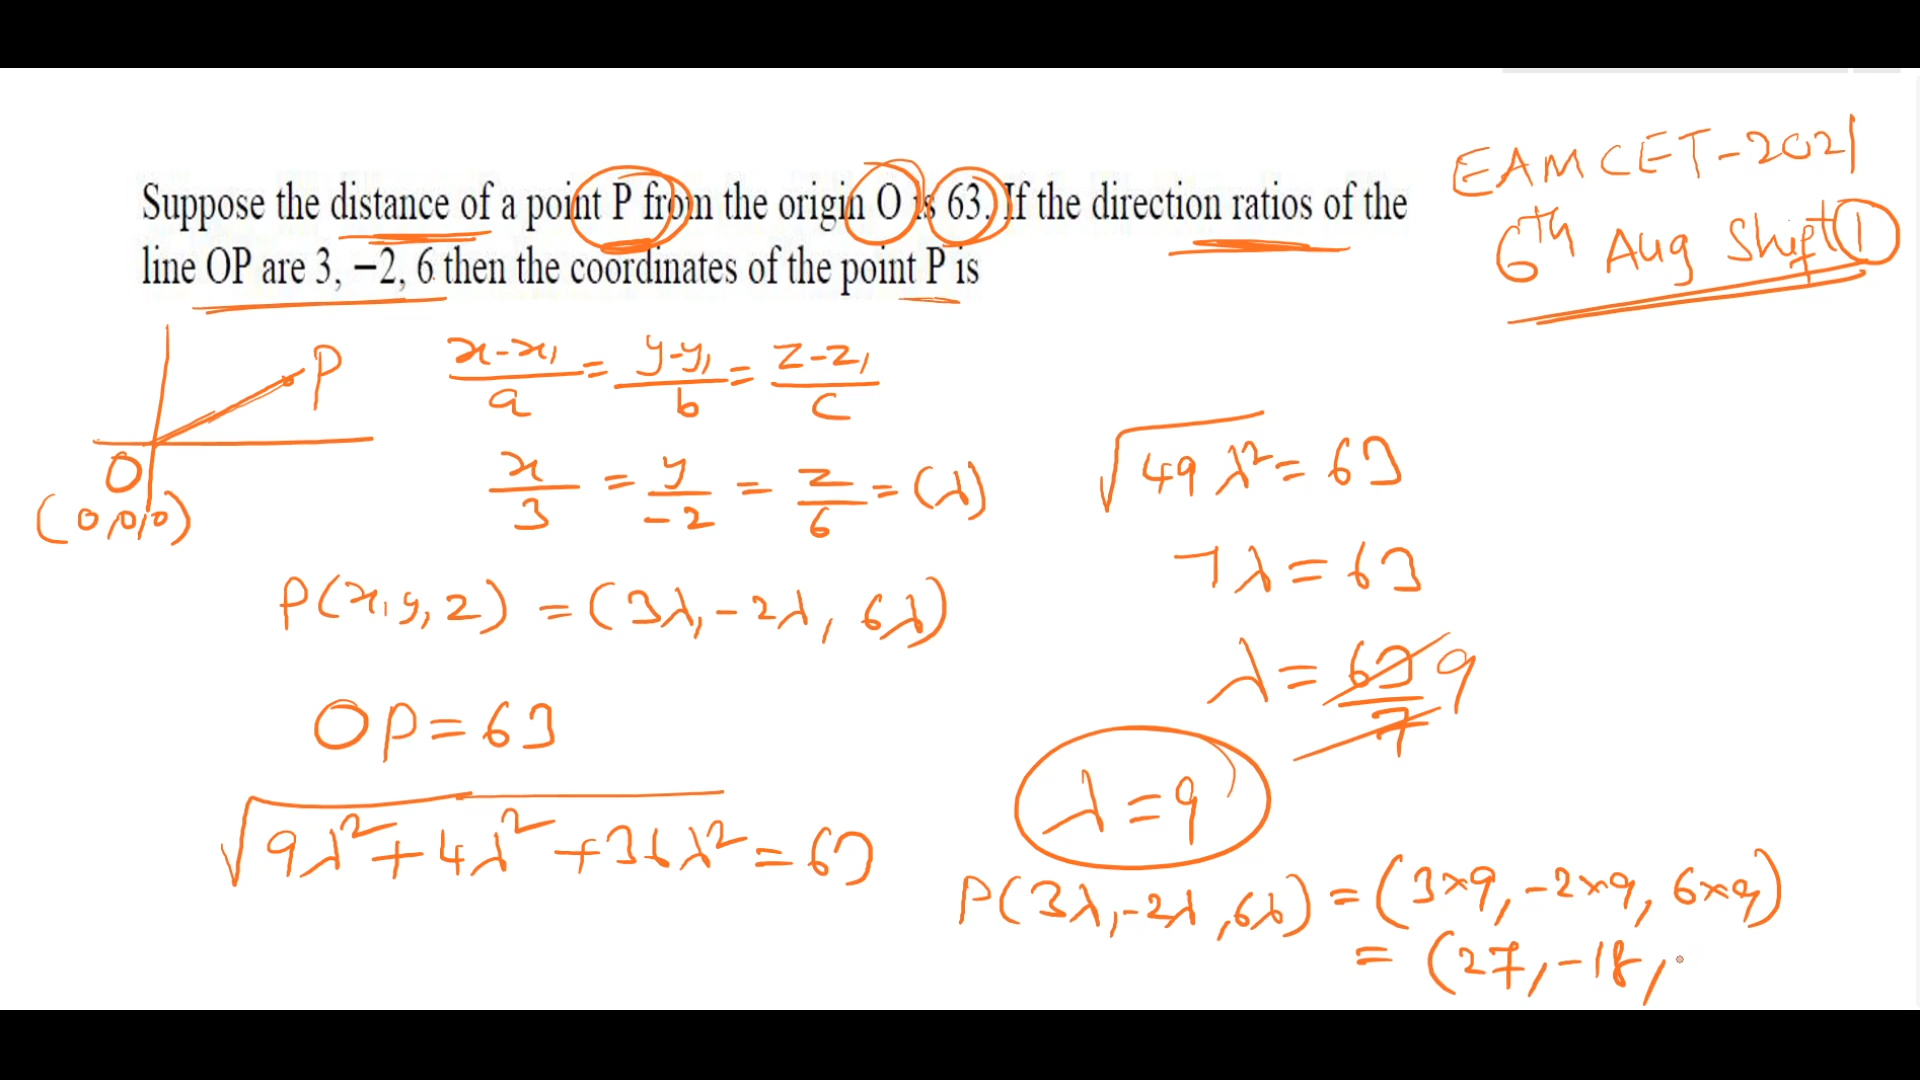 Suppose the distance of a point P from the origin O is 63. If the direction ratios of the
line OP are 3, −2, 6 then the coordinates of the point P is
EAMCET-2021
6th Aug Shift 1
P
O
(0,0,0)
x-x₁/a = y-y₁/b = z-z₁/c
x/3 = y/-2 = z/6 = (λ)
P(x,y,z) = (3λ, -2λ, 6λ)
OP = 63
√9λ²+4λ²+36λ² = 63
√49λ² = 63
7λ = 63
λ = 63/7 9
λ = 9
P(3λ, -2λ, 6λ) = (3×9, -2×9, 6×9)
= (27, -18,